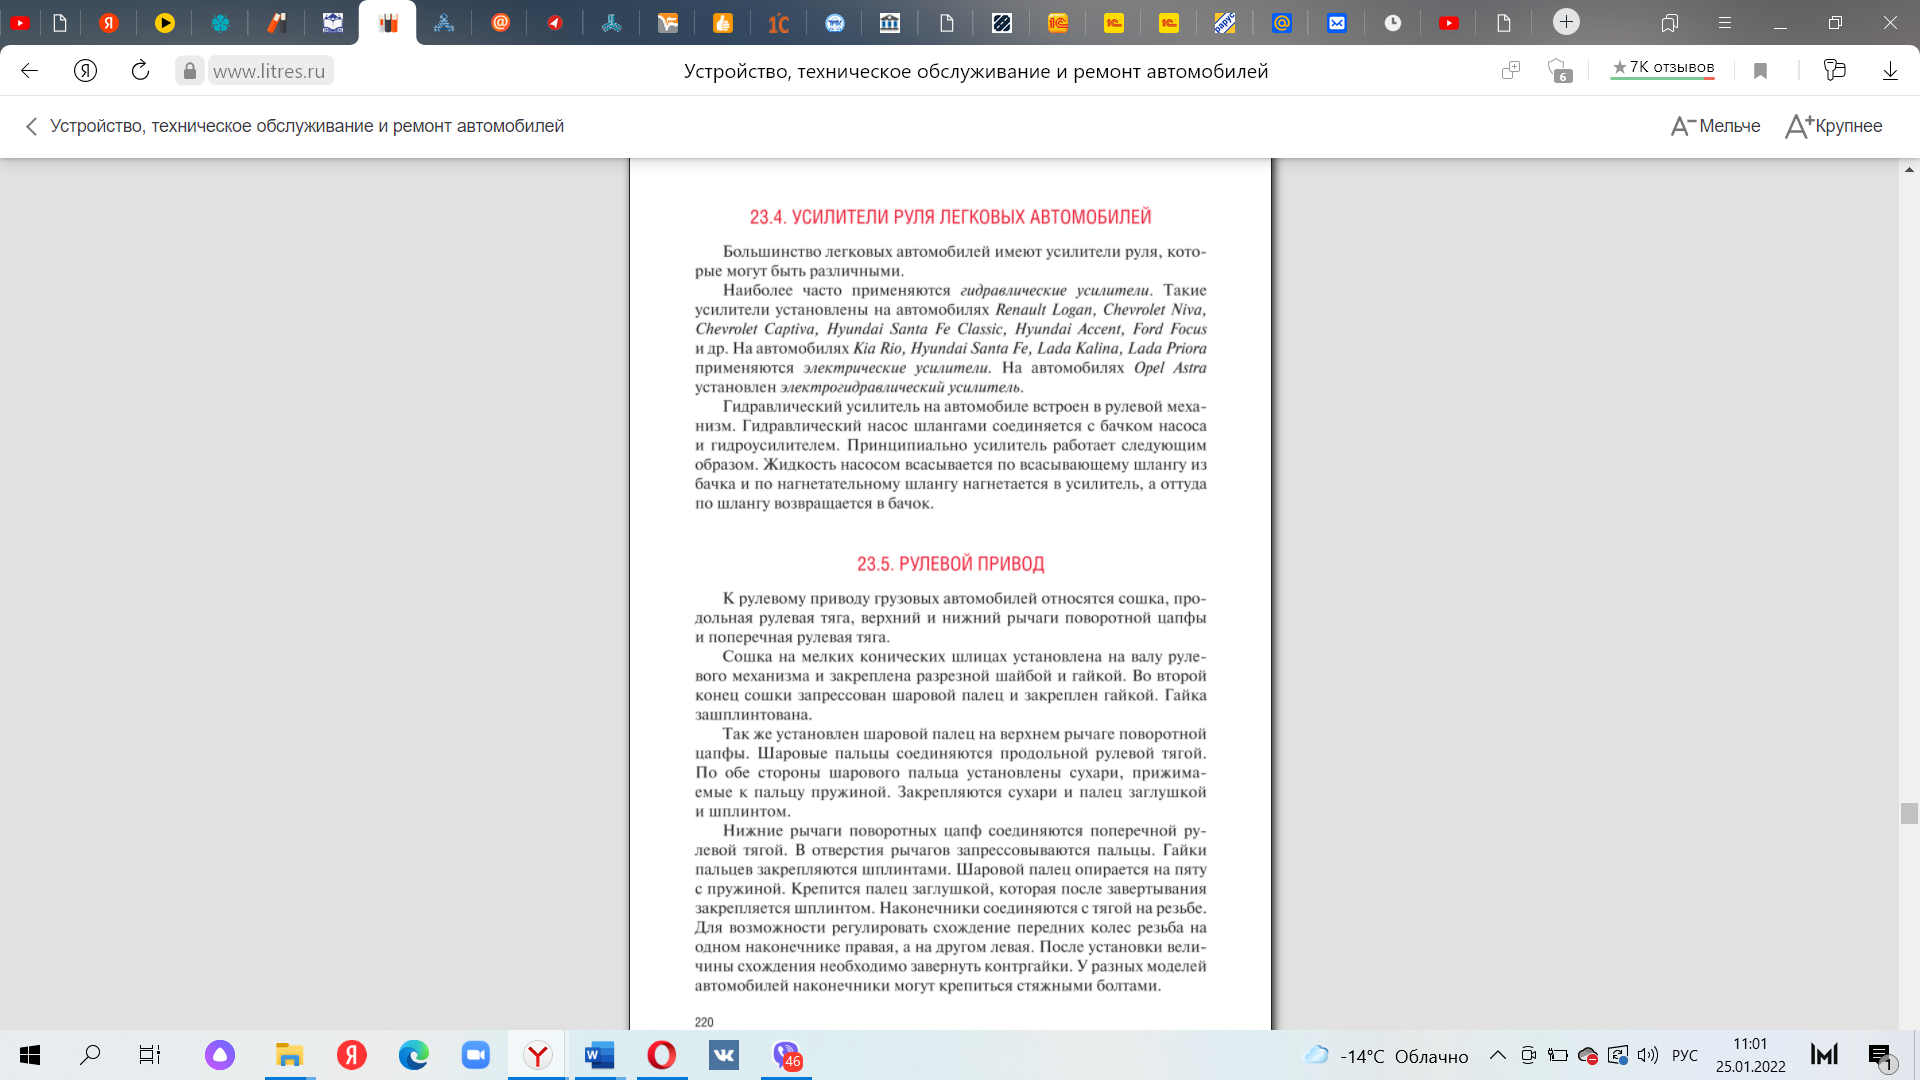 www.litres.ru
Устройство, техническое обслуживание и ремонт автомобилей
6
★ 7К отзывов
Устройство, техническое обслуживание и ремонт автомобилей
A− Мельче
A+ Крупнее
23.4. УСИЛИТЕЛИ РУЛЯ ЛЕГКОВЫХ АВТОМОБИЛЕЙ
Большинство легковых автомобилей имеют усилители руля, кото-
рые могут быть различными.
Наиболее часто применяются гидравлические усилители. Такие
усилители установлены на автомобилях Renault Logan, Chevrolet Niva,
Chevrolet Captiva, Hyundai Santa Fe Classic, Hyundai Accent, Ford Focus
и др. На автомобилях Kia Rio, Hyundai Santa Fe, Lada Kalina, Lada Priora
применяются электрические усилители. На автомобилях Opel Astra
установлен электрогидравлический усилитель.
Гидравлический усилитель на автомобиле встроен в рулевой меха-
низм. Гидравлический насос шлангами соединяется с бачком насоса
и гидроусилителем. Принципиально усилитель работает следующим
образом. Жидкость насосом всасывается по всасывающему шлангу из
бачка и по нагнетательному шлангу нагнетается в усилитель, а оттуда
по шлангу возвращается в бачок.
23.5. РУЛЕВОЙ ПРИВОД
К рулевому приводу грузовых автомобилей относятся сошка, про-
дольная рулевая тяга, верхний и нижний рычаги поворотной цапфы
и поперечная рулевая тяга.
Сошка на мелких конических шлицах установлена на валу руле-
вого механизма и закреплена разрезной шайбой и гайкой. Во второй
конец сошки запрессован шаровой палец и закреплен гайкой. Гайка
зашплинтована.
Так же установлен шаровой палец на верхнем рычаге поворотной
цапфы. Шаровые пальцы соединяются продольной рулевой тягой.
По обе стороны шарового пальца установлены сухари, прижима-
емые к пальцу пружиной. Закрепляются сухари и палец заглушкой
и шплинтом.
Нижние рычаги поворотных цапф соединяются поперечной ру-
левой тягой. В отверстия рычагов запрессовываются пальцы. Гайки
пальцев закрепляются шплинтами. Шаровой палец опирается на пяту
с пружиной. Крепится палец заглушкой, которая после завертывания
закрепляется шплинтом. Наконечники соединяются с тягой на резьбе.
Для возможности регулировать схождение передних колес резьба на
одном наконечнике правая, а на другом левая. После установки вели-
чины схождения необходимо завернуть контргайки. У разных моделей
автомобилей наконечники могут крепиться стяжными болтами.
220
46
-14°C Облачно
РУС
11:01
25.01.2022
1